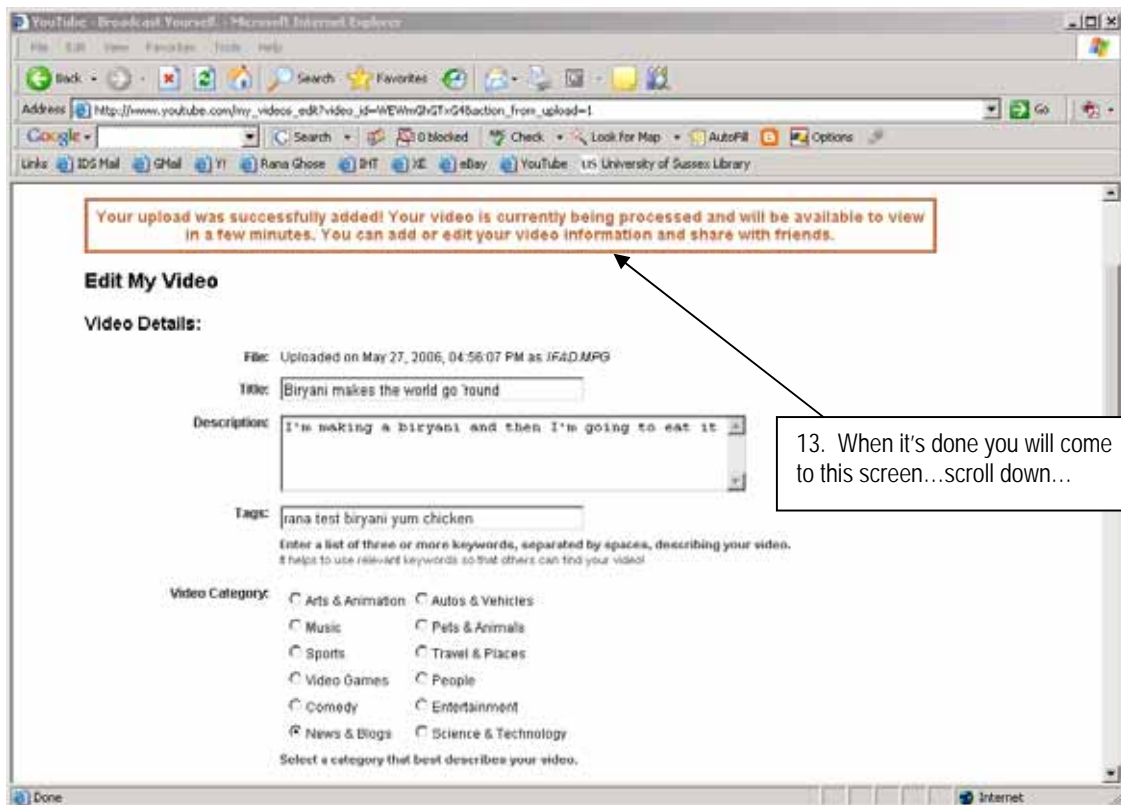 YouTube - Broadcast Yourself. - Microsoft Internet Explorer
File Edit View Favorites Tools Help
Back Search Favorites
Address http://www.youtube.com/my_videos_edit?video_id= Go
Google Search 0 blocked Check Look for Map AutoFill Options
Links IDS Mail GMail Y! Rana Ghose IHT XE eBay YouTube US University of Sussex Library
Your upload was successfully added! Your video is currently being processed and will be available to view
in a few minutes. You can add or edit your video information and share with friends.
Edit My Video
Video Details:
File: Uploaded on May 27, 2006, 04:56:07 PM as IFAD.MPG
Title: Biryani makes the world go 'round
Description: I'm making a biryani and then I'm going to eat it
13. When it's done you will come
to this screen…scroll down…
Tags: rana test biryani yum chicken
Enter a list of three or more keywords, separated by spaces, describing your video.
It helps to use relevant keywords so that others can find your video!
Video Category: Arts & Animation Autos & Vehicles
Music Pets & Animals
Sports Travel & Places
Video Games People
Comedy Entertainment
News & Blogs Science & Technology
Select a category that best describes your video.
Done Internet